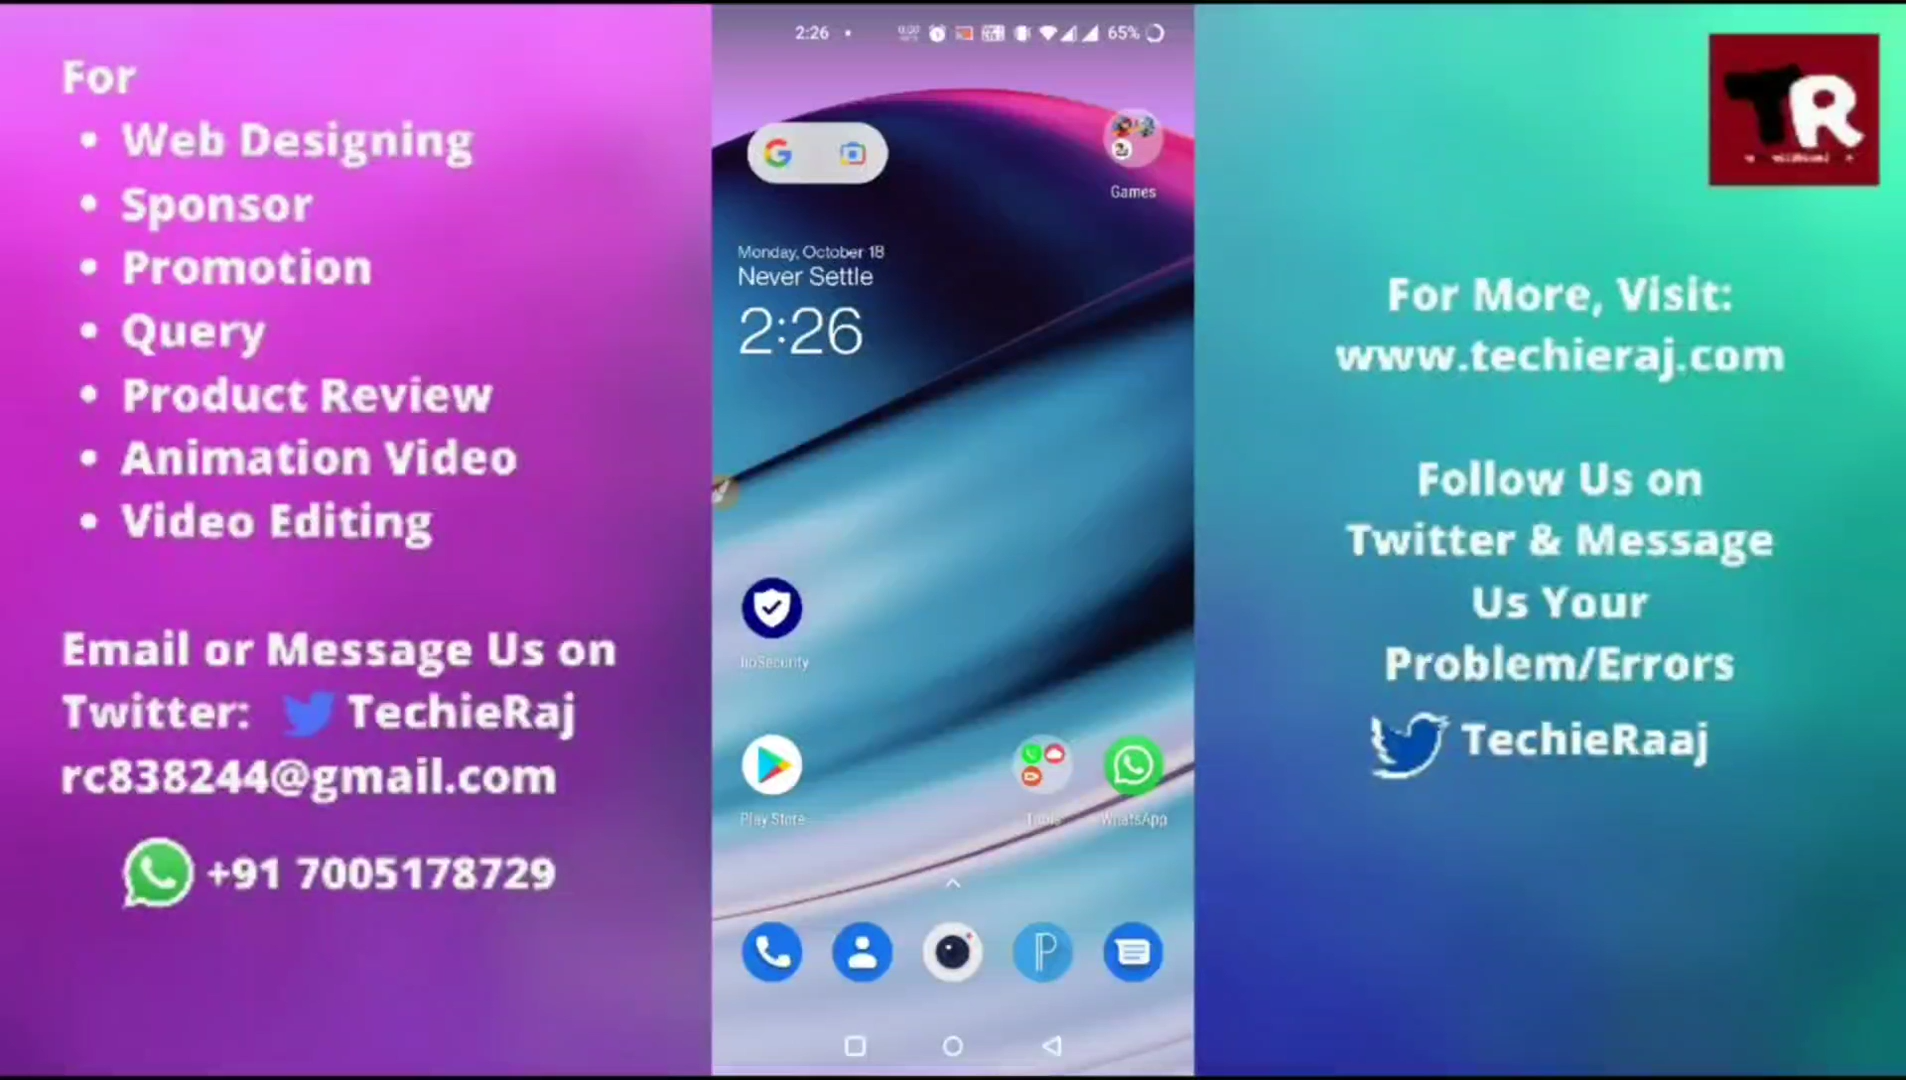 For
• Web Designing
• Sponsor
• Promotion
• Query
• Product Review
• Animation Video
• Video Editing
Email or Message Us on
Twitter: TechieRaj
rc838244@gmail.com
+91 7005178729
2:26
65%
Games
Monday, October 18
Never Settle
2:26
Play Store
Tools
WhatsApp
TR
For More, Visit:
www.techieraj.com
Follow Us on
Twitter & Message
Us Your
Problem/Errors
TechieRaaj